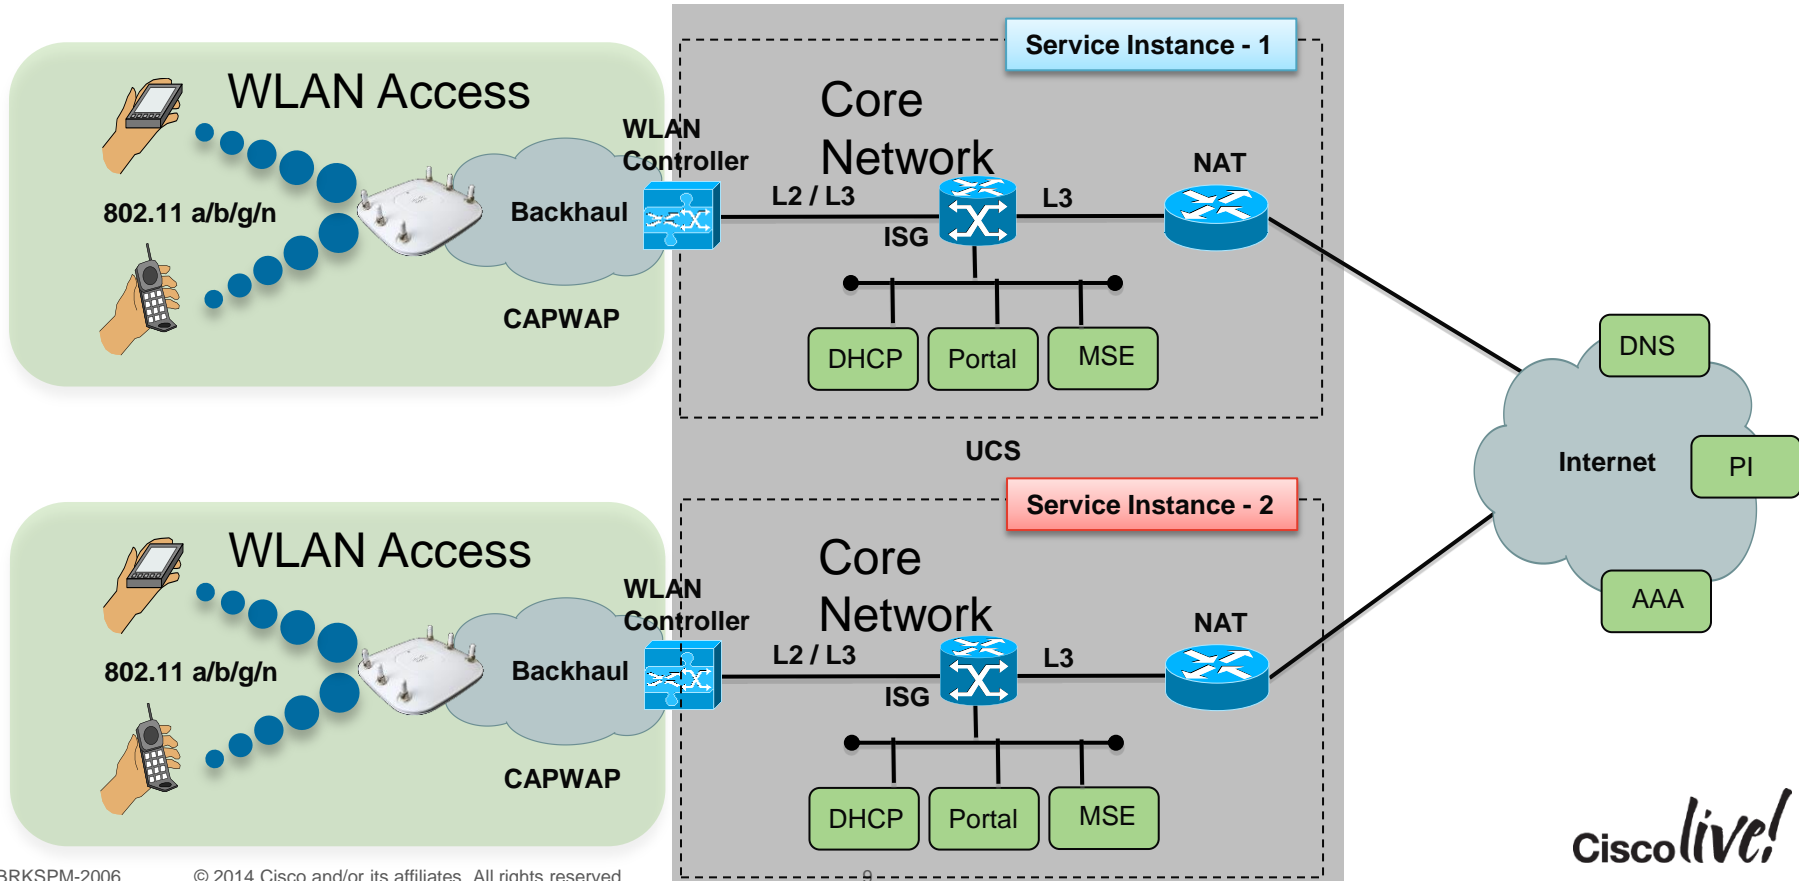 Service Instance - 1
WLAN Access
Core
Network
WLAN
Controller
NAT
802.11 a/b/g/n
Backhaul
L2 / L3
L3
ISG
CAPWAP
DHCP
Portal
MSE
DNS
UCS
Internet
PI
Service Instance - 2
WLAN Access
Core
Network
WLAN
Controller
AAA
NAT
802.11 a/b/g/n
Backhaul
L2 / L3
L3
ISG
CAPWAP
DHCP
Portal
MSE
Cisco live!
BRKSPM-2006
© 2014 Cisco and/or its affiliates. All rights reserved
9